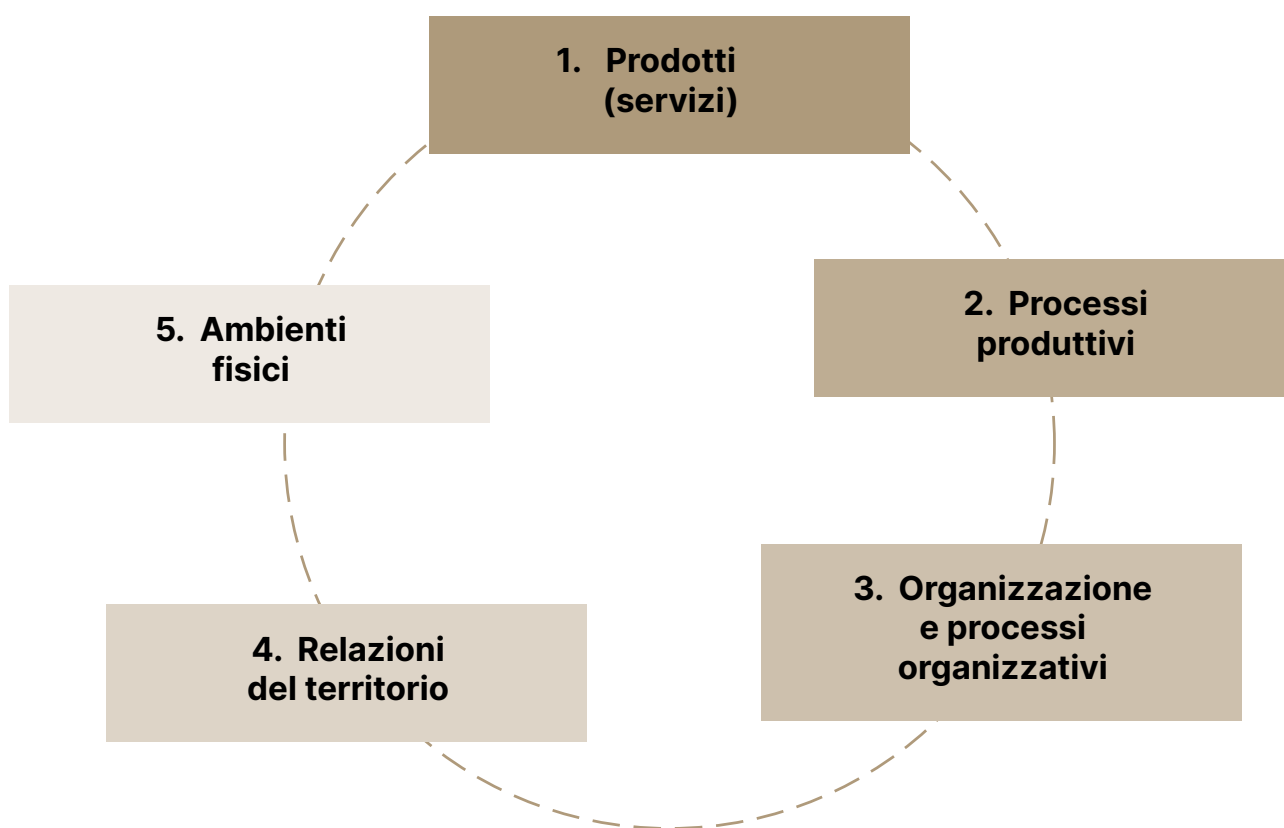 1. Prodotti
(servizi)
2. Processi
produttivi
3. Organizzazione
e processi
organizzativi
4. Relazioni
del territorio
5. Ambienti
fisici